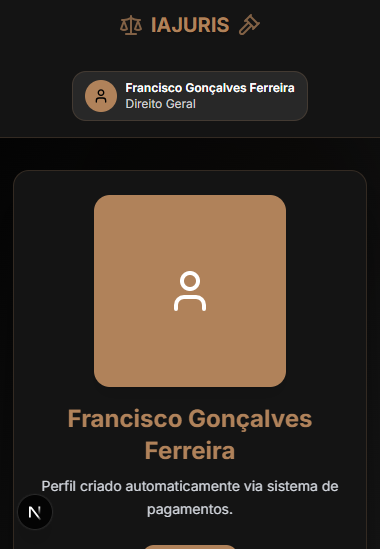 IAJURIS
Francisco Gonçalves Ferreira
Direito Geral
Francisco Gonçalves
Ferreira
Perfil criado automaticamente via sistema de
pagamentos.
N